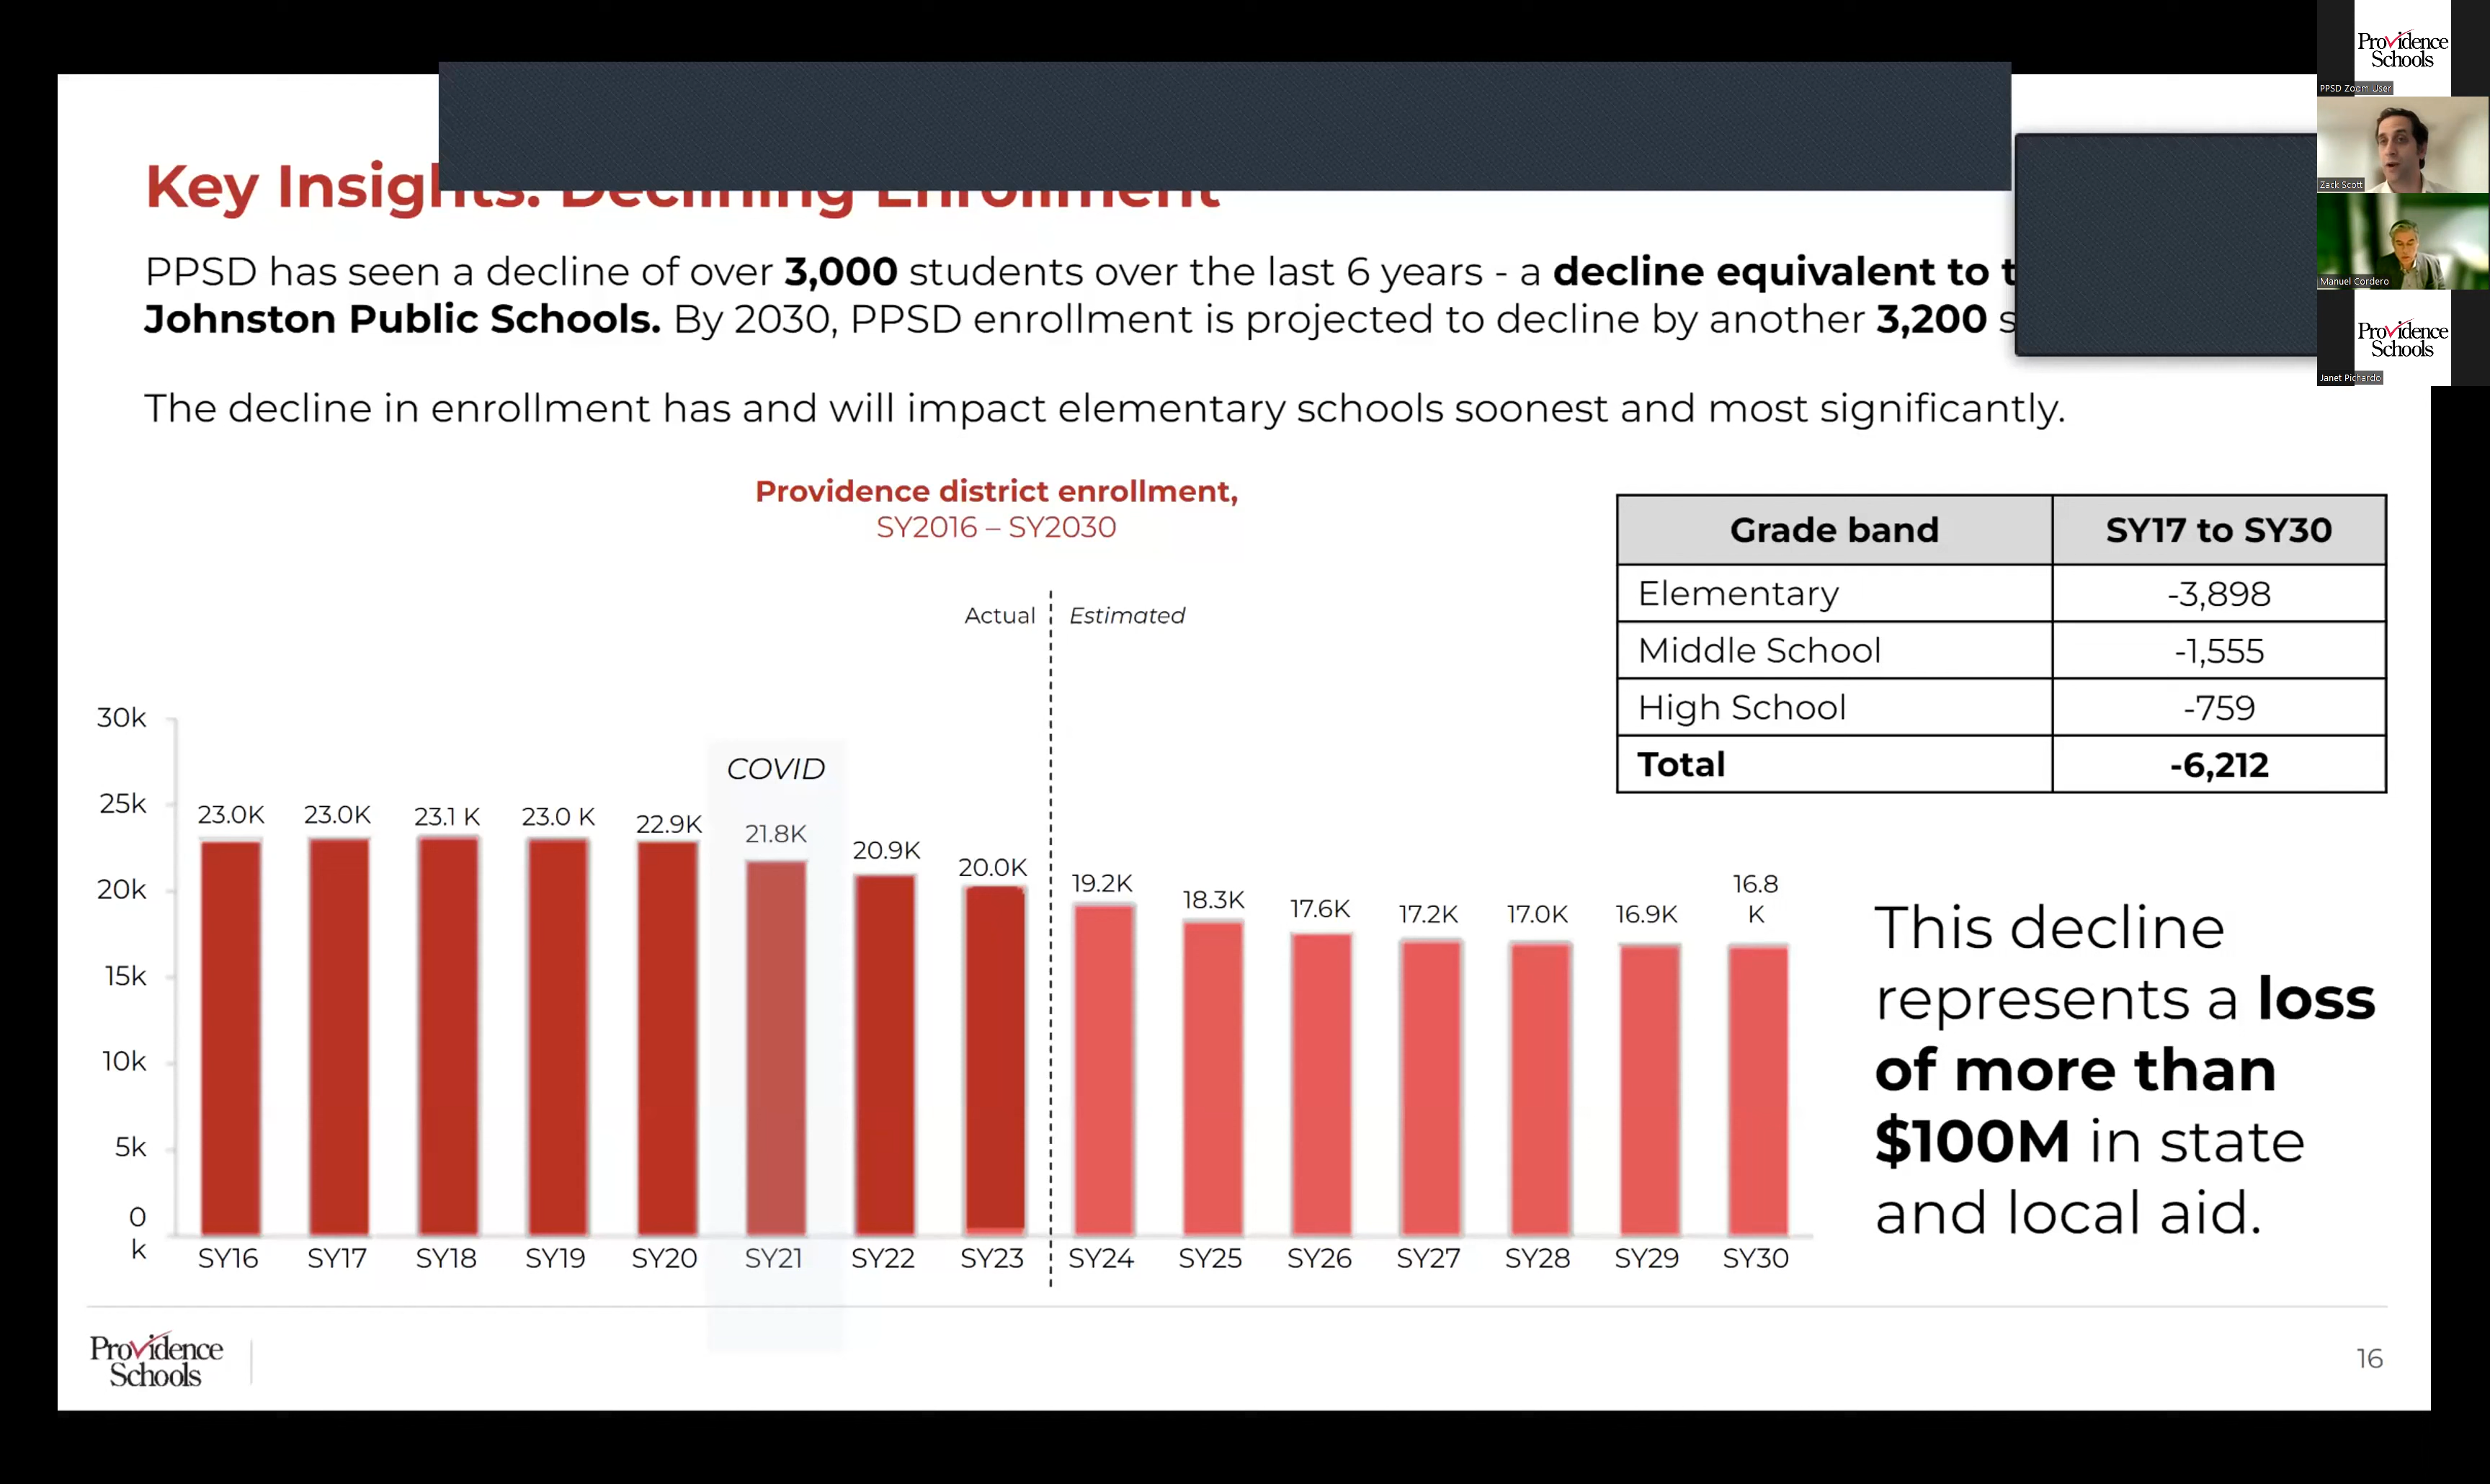 Providence
Schools
PPSD Zoom User
Zack Scott
Manuel Cordero
Providence
Schools
Janet Pichardo
Key Insights: Declining Enrollment
PPSD has seen a decline of over 3,000 students over the last 6 years - a decline equivalent to
Johnston Public Schools. By 2030, PPSD enrollment is projected to decline by another 3,200
The decline in enrollment has and will impact elementary schools soonest and most significantly.
Providence district enrollment,
SY2016 – SY2030
Actual Estimated
Grade band SY17 to SY30
Elementary -3,898
Middle School -1,555
High School -759
Total -6,212
30k
25k
20k
15k
10k
5k
0
k
COVID
23.0K 23.0K 23.1 K 23.0 K 22.9K 21.8K 20.9K 20.0K 19.2K 18.3K 17.6K 17.2K 17.0K 16.9K 16.8
K
SY16 SY17 SY18 SY19 SY20 SY21 SY22 SY23 SY24 SY25 SY26 SY27 SY28 SY29 SY30
This decline
represents a loss
of more than
$100M in state
and local aid.
Providence
Schools
16